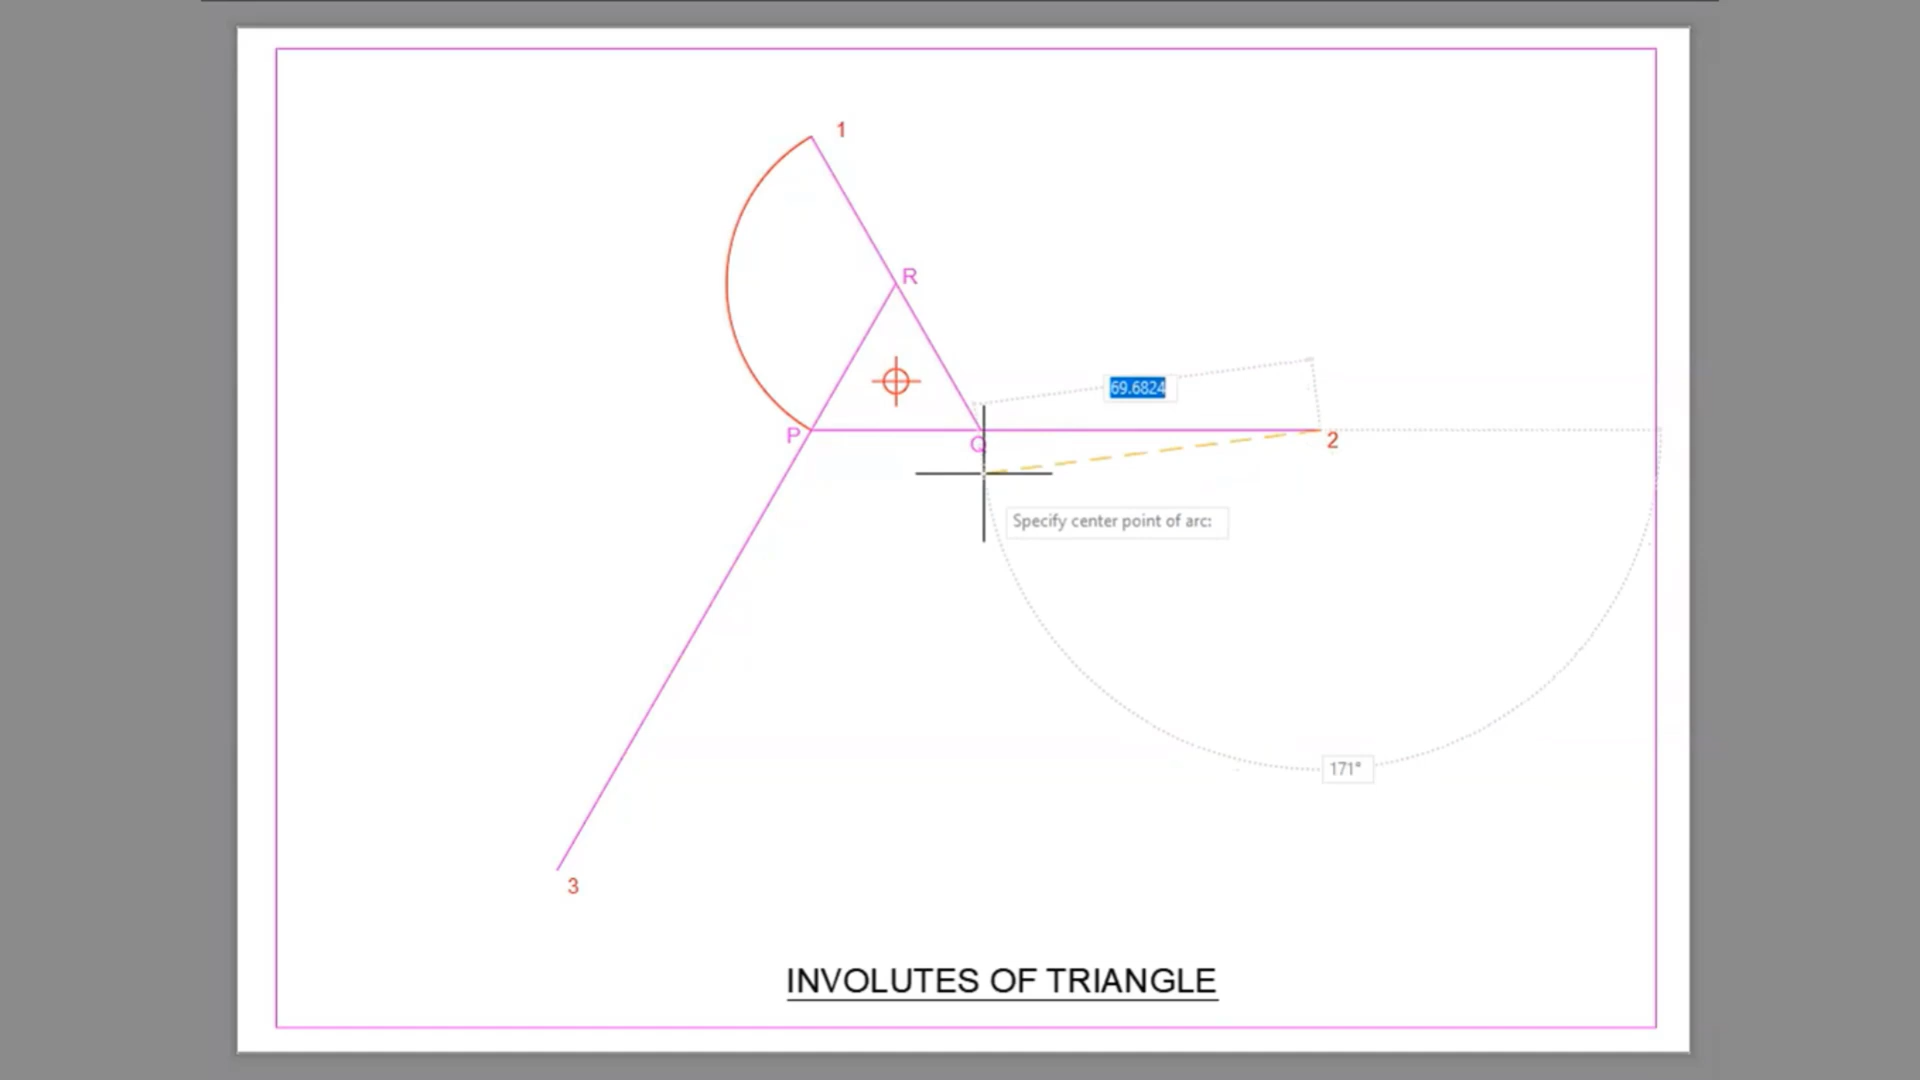 1
R
69.6824
P
Q
2
Specify center point of arc:
171°
3
INVOLUTES OF TRIANGLE